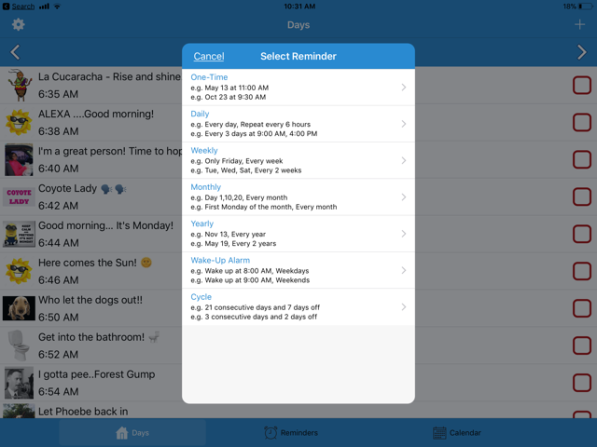 Search
10:31 AM
18%
Days
Cancel
Select Reminder
One-Time
e.g. May 13 at 11:00 AM
e.g. Oct 23 at 9:30 AM
Daily
e.g. Every day, Repeat every 6 hours
e.g. Every 3 days at 9:00 AM, 4:00 PM
Weekly
e.g. Only Friday, Every week
e.g. Tue, Wed, Sat, Every 2 weeks
Monthly
e.g. Day 1,10,20, Every month
e.g. First Monday of the month, Every month
Yearly
e.g. Nov 13, Every year
e.g. May 19, Every 2 years
Wake-Up Alarm
e.g. Wake up at 8:00 AM, Weekdays
e.g. Wake up at 9:00 AM, Weekends
Cycle
e.g. 21 consecutive days and 7 days off
e.g. 3 consecutive days and 2 days off
La Cucaracha - Rise and shine
6:35 AM
ALEXA ....Good morning!
6:38 AM
I'm a great person! Time to hop
6:40 AM
COYOTE
LADY
Coyote Lady
6:42 AM
Good morning... It's Monday!
6:44 AM
Here comes the Sun!
6:46 AM
Who let the dogs out!!
6:50 AM
Get into the bathroom!
6:52 AM
I gotta pee..Forest Gump
6:54 AM
Let Phoebe back in
Days
Reminders
Calendar